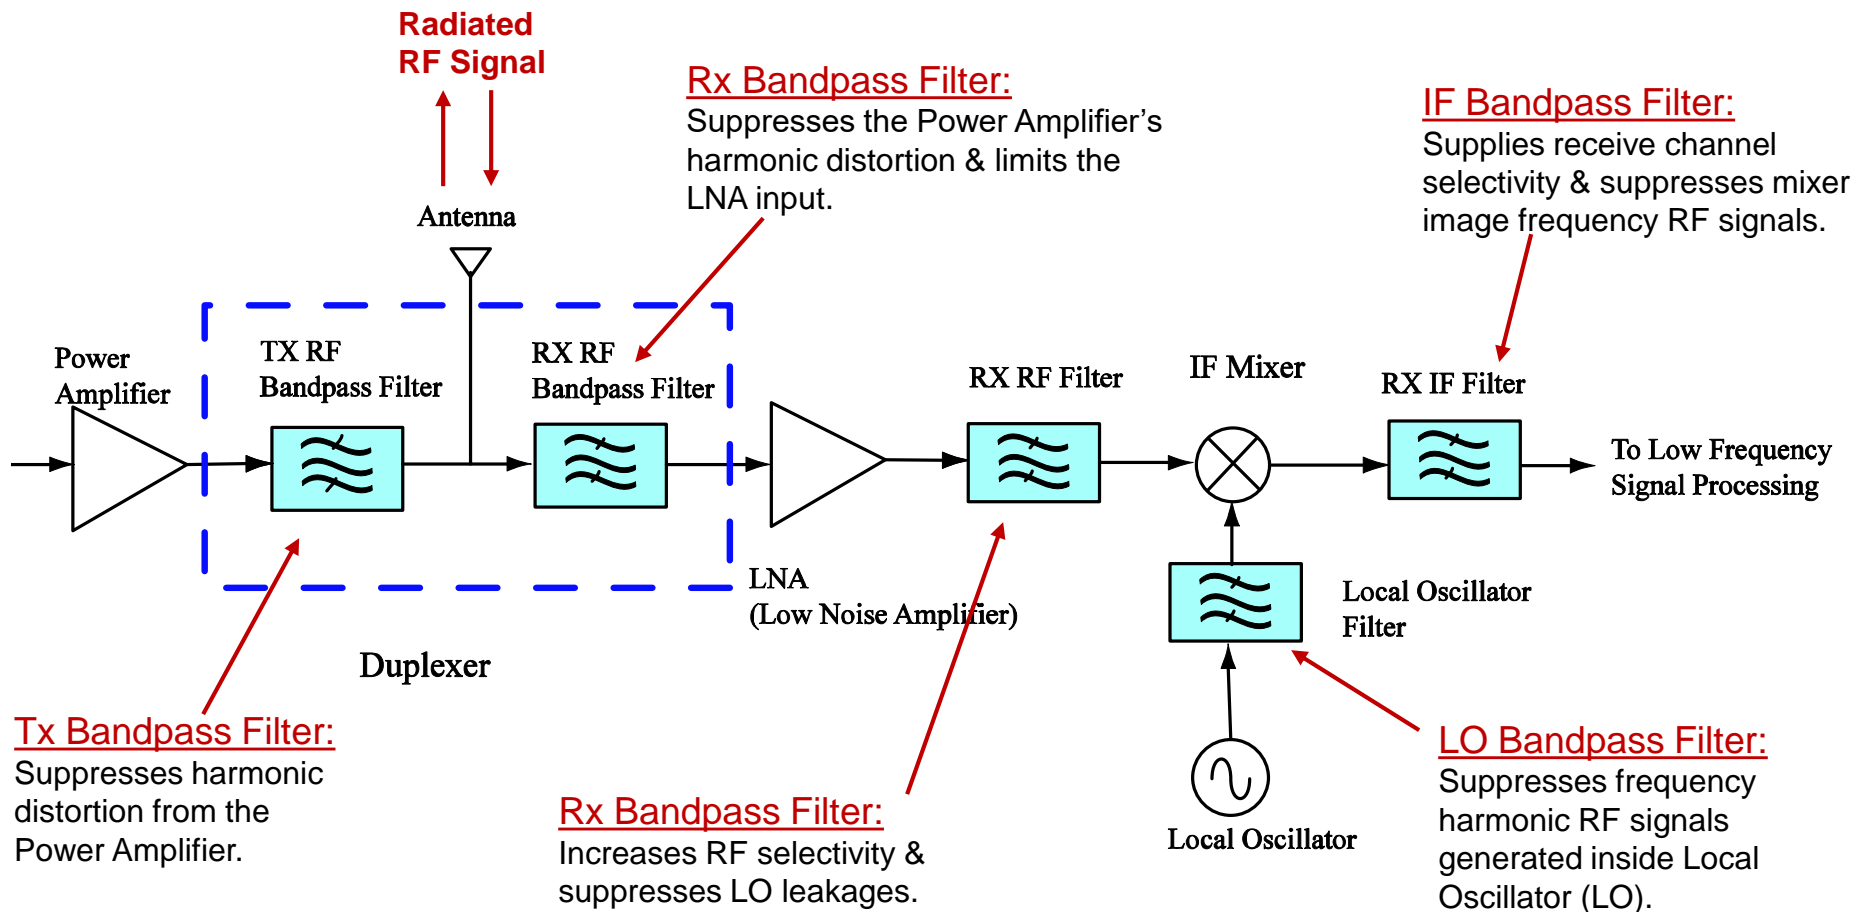 Radiated
RF Signal
Rx Bandpass Filter:
Suppresses the Power Amplifier’s
harmonic distortion & limits the
LNA input.
IF Bandpass Filter:
Supplies receive channel
selectivity & suppresses mixer
image frequency RF signals.
Antenna
Power
Amplifier
TX RF
Bandpass Filter
RX RF
Bandpass Filter
RX RF Filter
IF Mixer
RX IF Filter
To Low Frequency
Signal Processing
LNA
(Low Noise Amplifier)
Local Oscillator
Filter
Duplexer
Tx Bandpass Filter:
Suppresses harmonic
distortion from the
Power Amplifier.
Rx Bandpass Filter:
Increases RF selectivity &
suppresses LO leakages.
Local Oscillator
LO Bandpass Filter:
Suppresses frequency
harmonic RF signals
generated inside Local
Oscillator (LO).